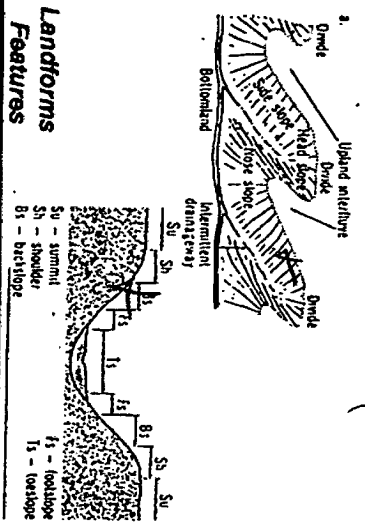 a.
Divide
Upland interfluve
Divide
Divide
Head slope
Side slope
Nose slope
Bottomland
Intermittent
drainageway
Su
Sh
Bs
Fs
Ts
Fs
Bs
Sh
Su
Landforms
Features
Su - summit
Sh - shoulder
Bs - backslope
Fs - footslope
Ts - toeslope